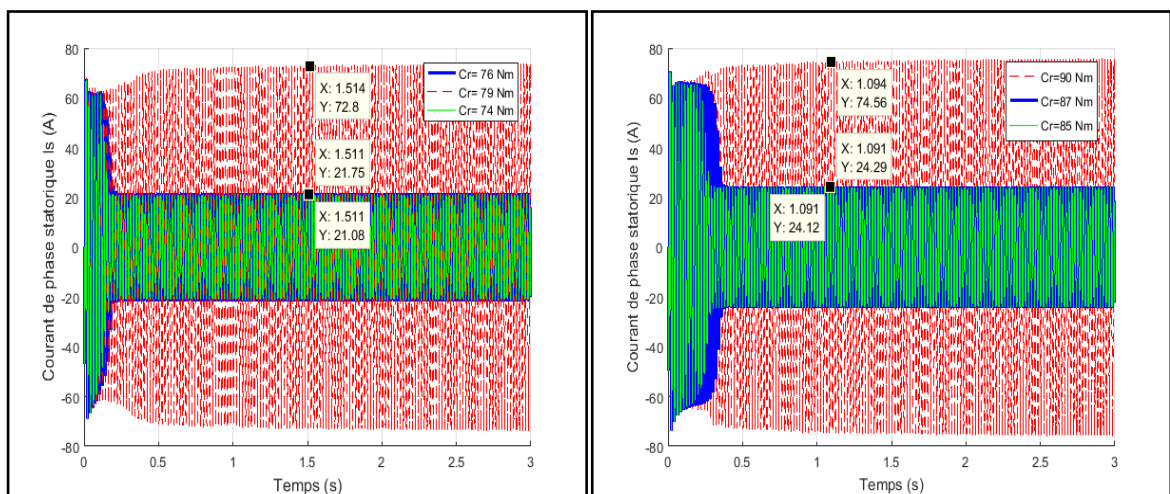 80
60
40
20
0
-20
-40
-60
-80
Courant de phase statorique Is (A)
0
0.5
1
1.5
2
2.5
3
Temps (s)
Cr= 76 Nm
Cr= 79 Nm
Cr= 74 Nm
X: 1.514
Y: 72.8
X: 1.511
Y: 21.75
X: 1.511
Y: 21.08
80
60
40
20
0
-20
-40
-60
-80
Courant de phase statorique Is (A)
0
0.5
1
1.5
2
2.5
3
Temps (s)
Cr=90 Nm
Cr=87 Nm
Cr=85 Nm
X: 1.094
Y: 74.56
X: 1.091
Y: 24.29
X: 1.091
Y: 24.12